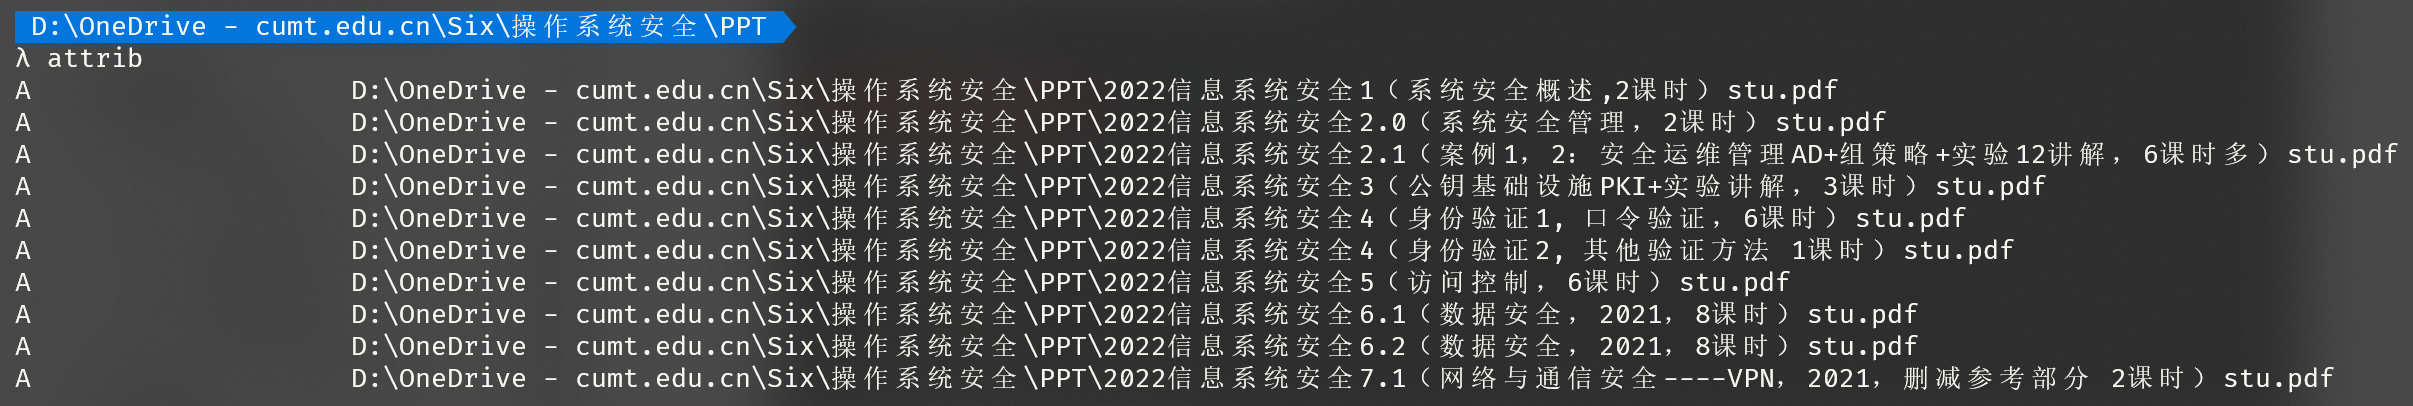 D:\OneDrive - cumt.edu.cn\Six\操作系统安全\PPT
λ attrib
A                    D:\OneDrive - cumt.edu.cn\Six\操作系统安全\PPT\2022信息系统安全1（系统安全概述,2课时）stu.pdf
A                    D:\OneDrive - cumt.edu.cn\Six\操作系统安全\PPT\2022信息系统安全2.0（系统安全管理，2课时）stu.pdf
A                    D:\OneDrive - cumt.edu.cn\Six\操作系统安全\PPT\2022信息系统安全2.1（案例1，2：安全运维管理AD+组策略+实验12讲解，6课时多）stu.pdf
A                    D:\OneDrive - cumt.edu.cn\Six\操作系统安全\PPT\2022信息系统安全3（公钥基础设施PKI+实验讲解，3课时）stu.pdf
A                    D:\OneDrive - cumt.edu.cn\Six\操作系统安全\PPT\2022信息系统安全4（身份验证1，口令验证，6课时）stu.pdf
A                    D:\OneDrive - cumt.edu.cn\Six\操作系统安全\PPT\2022信息系统安全4（身份验证2，其他验证方法 1课时）stu.pdf
A                    D:\OneDrive - cumt.edu.cn\Six\操作系统安全\PPT\2022信息系统安全5（访问控制，6课时）stu.pdf
A                    D:\OneDrive - cumt.edu.cn\Six\操作系统安全\PPT\2022信息系统安全6.1（数据安全，2021，8课时）stu.pdf
A                    D:\OneDrive - cumt.edu.cn\Six\操作系统安全\PPT\2022信息系统安全6.2（数据安全，2021，8课时）stu.pdf
A                    D:\OneDrive - cumt.edu.cn\Six\操作系统安全\PPT\2022信息系统安全7.1（网络与通信安全----VPN，2021，删减参考部分 2课时）stu.pdf